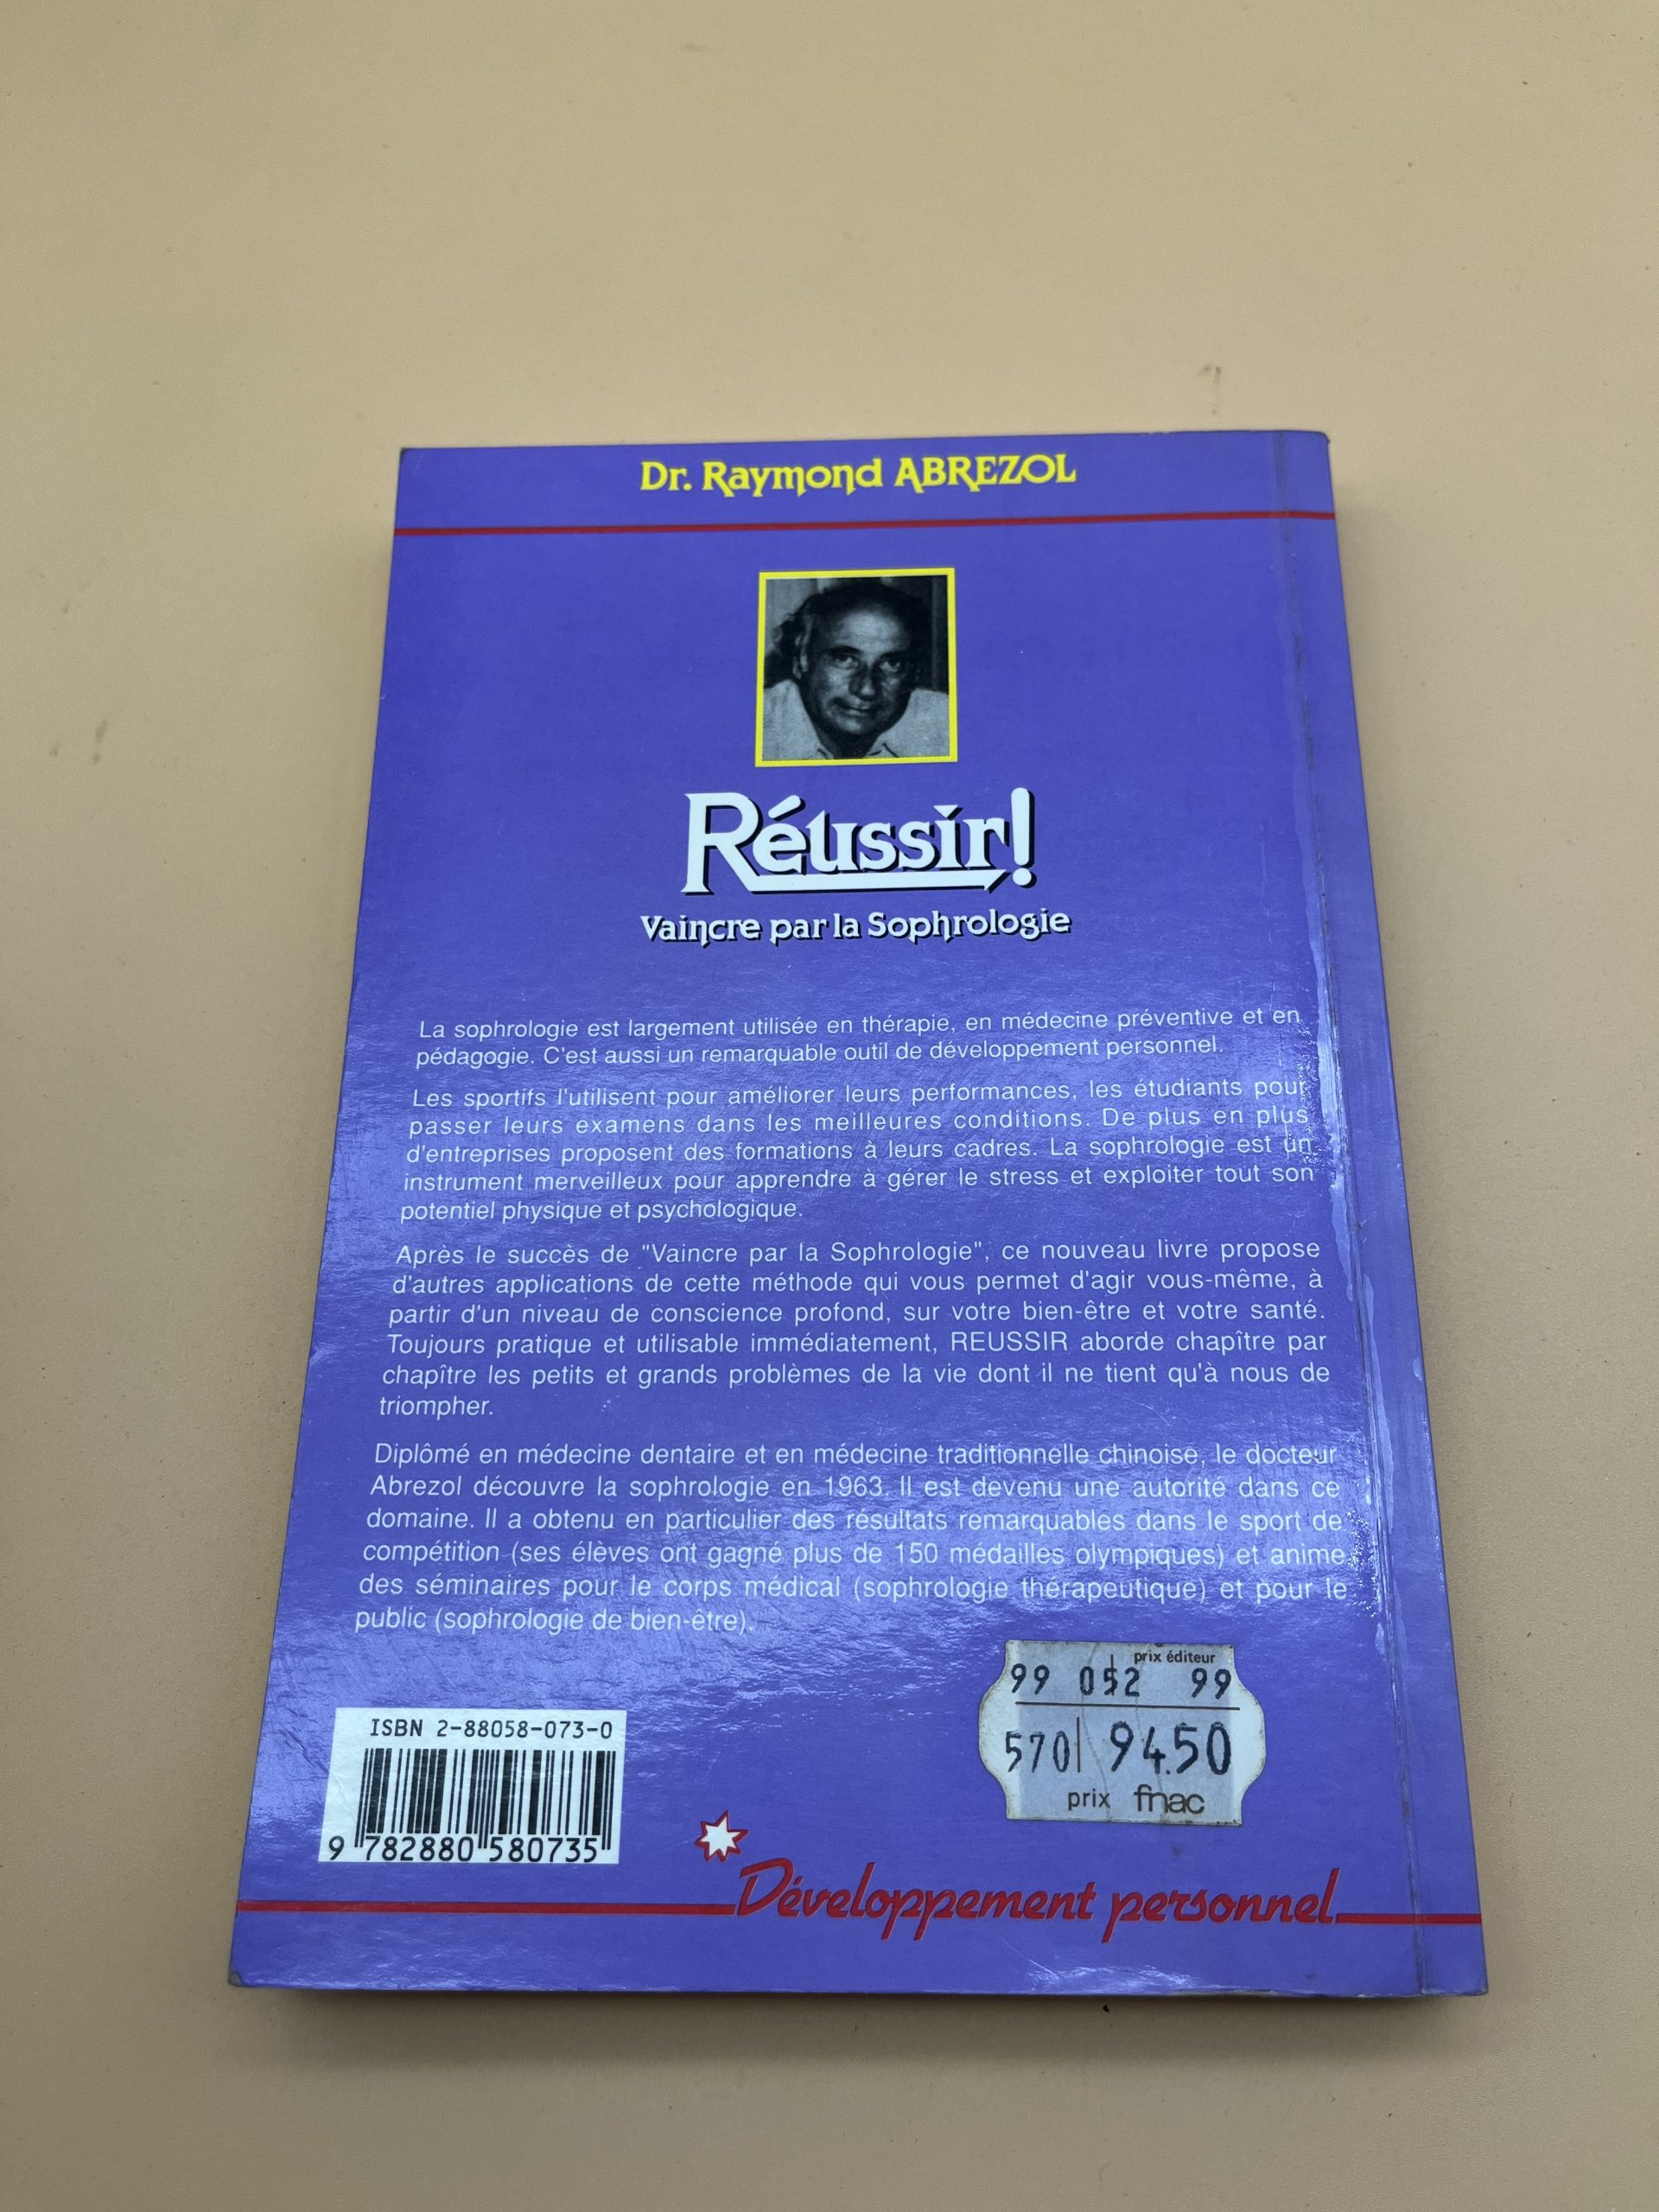 Dr. Raymond ABREZOL
Réussir!
Vaincre par la Sophrologie
La sophrologie est largement utilisée en thérapie, en médecine préventive et en
pédagogie. C'est aussi un remarquable outil de développement personnel.
Les sportifs l'utilisent pour améliorer leurs performances, les étudiants pour
passer leurs examens dans les meilleures conditions. De plus en plus
d'entreprises proposent des formations à leurs cadres. La sophrologie est un
instrument merveilleux pour apprendre à gérer le stress et exploiter tout son
potentiel physique et psychologique.
Après le succès de "Vaincre par la Sophrologie", ce nouveau livre propose
d'autres applications de cette méthode qui vous permet d'agir vous-même, à
partir d'un niveau de conscience profond, sur votre bien-être et votre santé.
Toujours pratique et utilisable immédiatement, REUSSIR aborde chapître par
chapître les petits et grands problèmes de la vie dont il ne tient qu'à nous de
triompher.
Diplômé en médecine dentaire et en médecine traditionnelle chinoise, le docteur
Abrezol découvre la sophrologie en 1963. Il est devenu une autorité dans ce
domaine. Il a obtenu en particulier des résultats remarquables dans le sport de
compétition (ses élèves ont gagné plus de 150 médailles olympiques) et anime
des séminaires pour le corps médical (sophrologie thérapeutique) et pour le
public (sophrologie de bien-être).
prix éditeur
99 052 99
570 94.50
prix fnac
ISBN 2-88058-073-0
9 782880 580735
Développement personnel